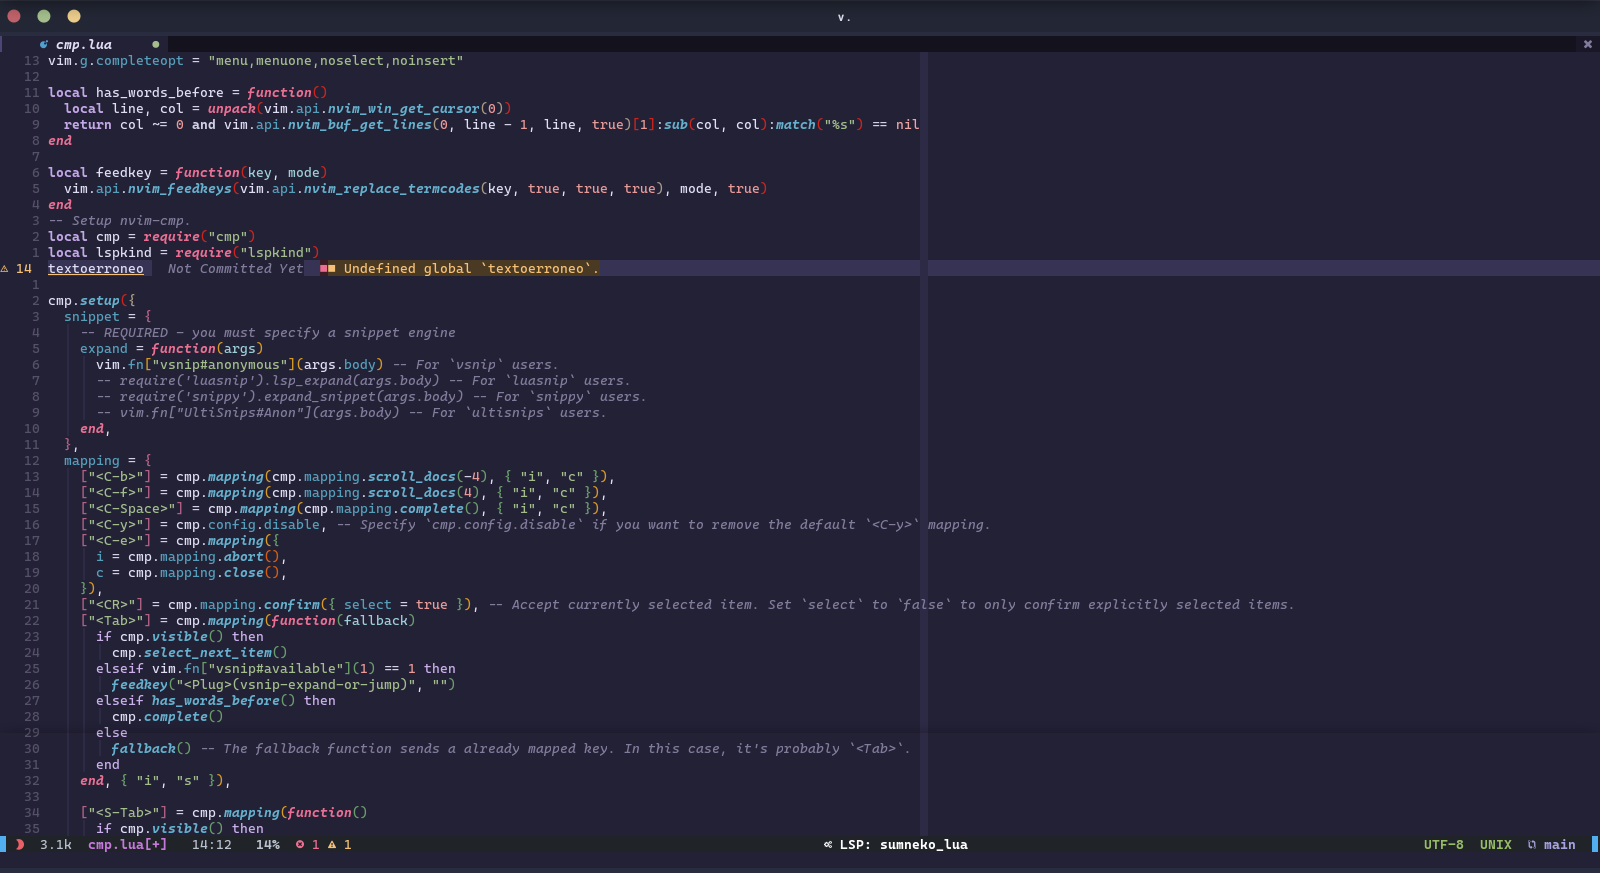 v.
cmp.lua
13 vim.g.completeopt = "menu,menuone,noselect,noinsert"
12
11 local has_words_before = function()
10   local line, col = unpack(vim.api.nvim_win_get_cursor(0))
9   return col ~= 0 and vim.api.nvim_buf_get_lines(0, line - 1, line, true)[1]:sub(col, col):match("%s") == nil
8 end
7
6 local feedkey = function(key, mode)
5   vim.api.nvim_feedkeys(vim.api.nvim_replace_termcodes(key, true, true, true), mode, true)
4 end
3 -- Setup nvim-cmp.
2 local cmp = require("cmp")
1 local lspkind = require("lspkind")
14 textoerroneo   Not Committed Yet   Undefined global `textoerroneo`.
1
2 cmp.setup({
3   snippet = {
4     -- REQUIRED - you must specify a snippet engine
5     expand = function(args)
6       vim.fn["vsnip#anonymous"](args.body) -- For `vsnip` users.
7       -- require('luasnip').lsp_expand(args.body) -- For `luasnip` users.
8       -- require('snippy').expand_snippet(args.body) -- For `snippy` users.
9       -- vim.fn["UltiSnips#Anon"](args.body) -- For `ultisnips` users.
10     end,
11   },
12   mapping = {
13     ["<C-b>"] = cmp.mapping(cmp.mapping.scroll_docs(-4), { "i", "c" }),
14     ["<C-f>"] = cmp.mapping(cmp.mapping.scroll_docs(4), { "i", "c" }),
15     ["<C-Space>"] = cmp.mapping(cmp.mapping.complete(), { "i", "c" }),
16     ["<C-y>"] = cmp.config.disable, -- Specify `cmp.config.disable` if you want to remove the default `<C-y>` mapping.
17     ["<C-e>"] = cmp.mapping({
18       i = cmp.mapping.abort(),
19       c = cmp.mapping.close(),
20     }),
21     ["<CR>"] = cmp.mapping.confirm({ select = true }), -- Accept currently selected item. Set `select` to `false` to only confirm explicitly selected items.
22     ["<Tab>"] = cmp.mapping(function(fallback)
23       if cmp.visible() then
24         cmp.select_next_item()
25       elseif vim.fn["vsnip#available"](1) == 1 then
26         feedkey("<Plug>(vsnip-expand-or-jump)", "")
27       elseif has_words_before() then
28         cmp.complete()
29       else
30         fallback() -- The fallback function sends a already mapped key. In this case, it's probably `<Tab>`.
31       end
32     end, { "i", "s" }),
33
34     ["<S-Tab>"] = cmp.mapping(function()
35       if cmp.visible() then
3.1k cmp.lua[+] 14:12 14% 1 1 LSP: sumneko_lua UTF-8 UNIX main